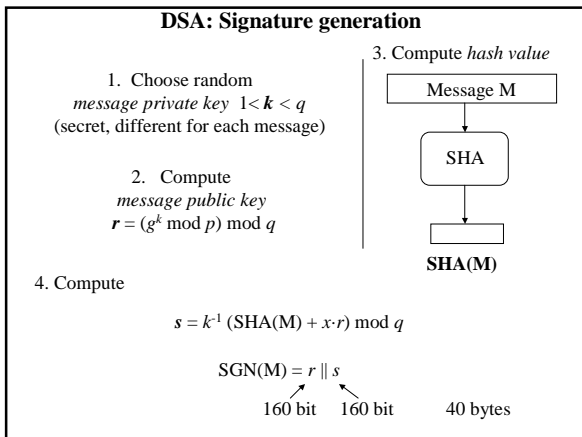 DSA: Signature generation
1. Choose random
message private key 1< k < q
(secret, different for each message)
2. Compute
message public key
r = (g^k mod p) mod q
3. Compute hash value
Message M
SHA
SHA(M)
4. Compute
s = k^-1 (SHA(M) + x·r) mod q
SGN(M) = r || s
160 bit 160 bit 40 bytes